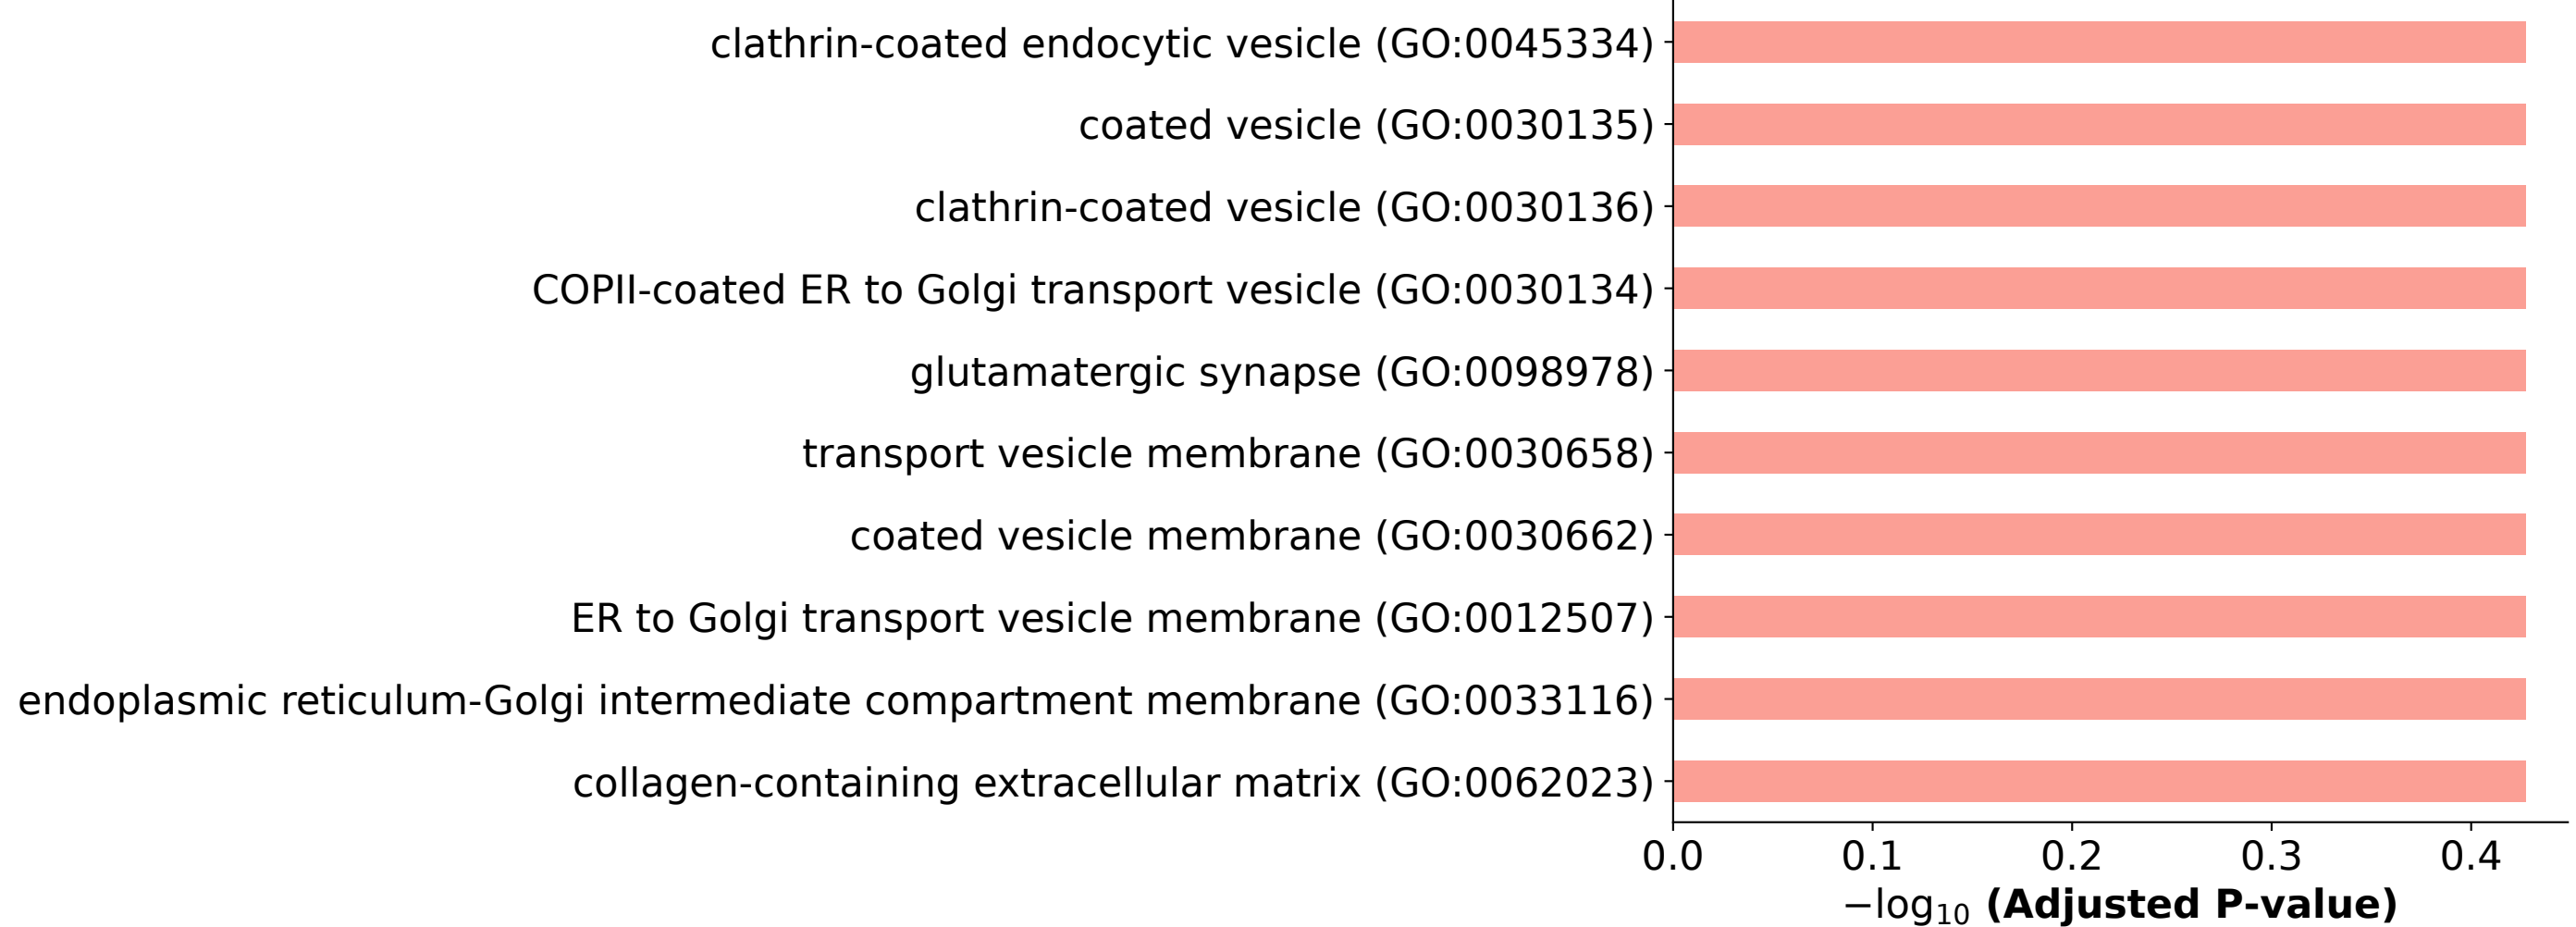 clathrin-coated endocytic vesicle (GO:0045334)
coated vesicle (GO:0030135)
clathrin-coated vesicle (GO:0030136)
COPII-coated ER to Golgi transport vesicle (GO:0030134)
glutamatergic synapse (GO:0098978)
transport vesicle membrane (GO:0030658)
coated vesicle membrane (GO:0030662)
ER to Golgi transport vesicle membrane (GO:0012507)
endoplasmic reticulum-Golgi intermediate compartment membrane (GO:0033116)
collagen-containing extracellular matrix (GO:0062023)
0.0 0.1 0.2 0.3 0.4
−log₁₀ (Adjusted P-value)